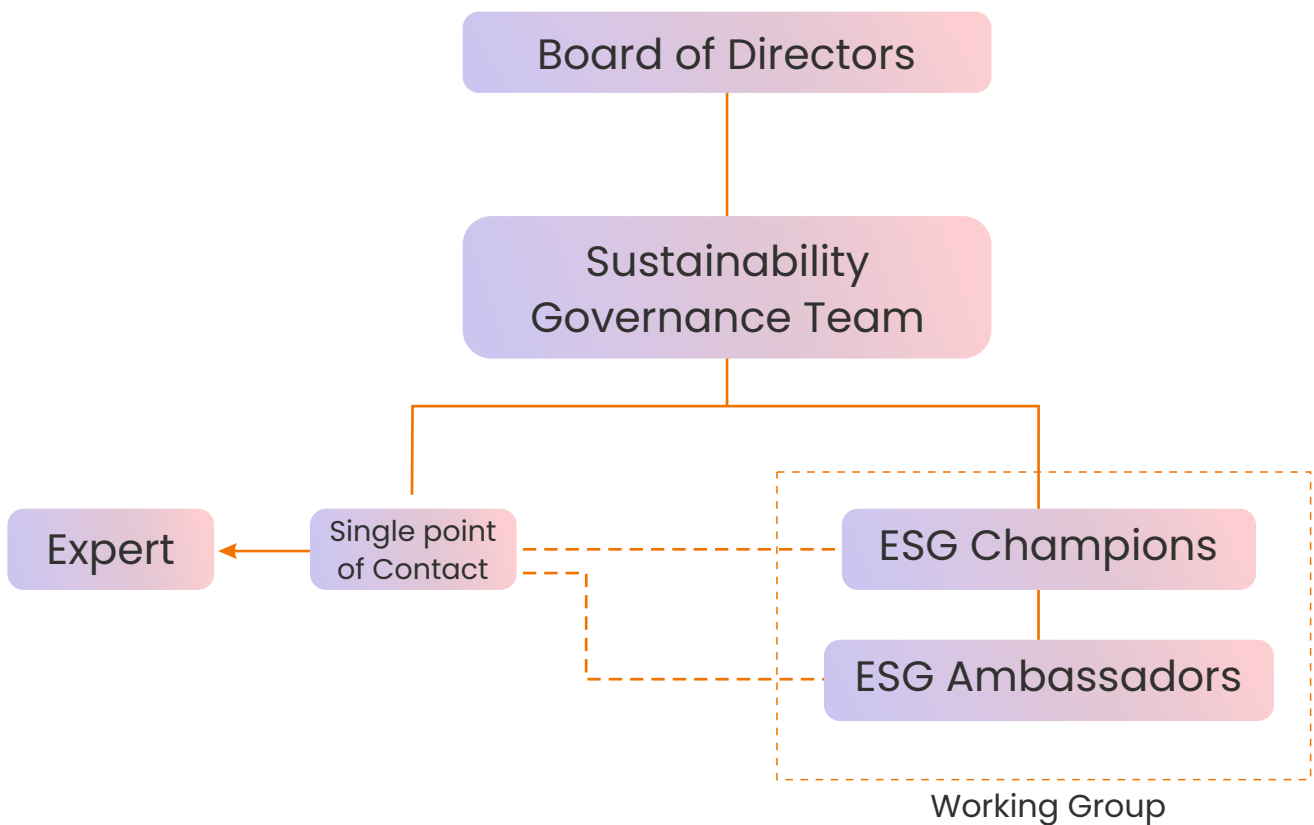 Board of Directors
Sustainability
Governance Team
Expert
Single point
of Contact
ESG Champions
ESG Ambassadors
Working Group